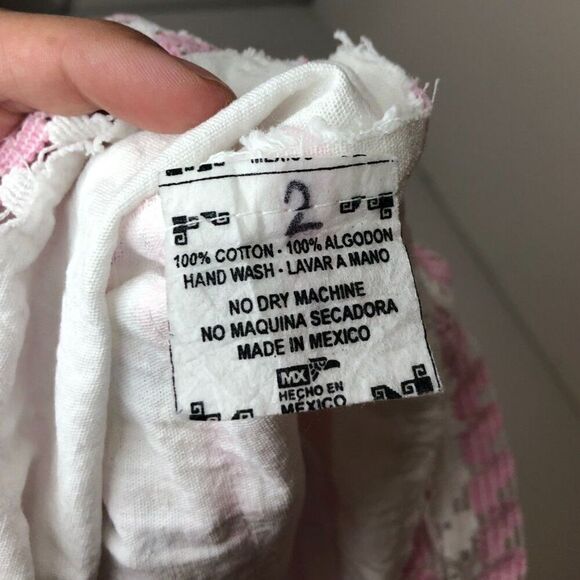 MEXICO
2
100% COTTON - 100% ALGODON
HAND WASH - LAVAR A MANO
NO DRY MACHINE
NO MAQUINA SECADORA
MADE IN MEXICO
MX
HECHO EN
MÉXICO